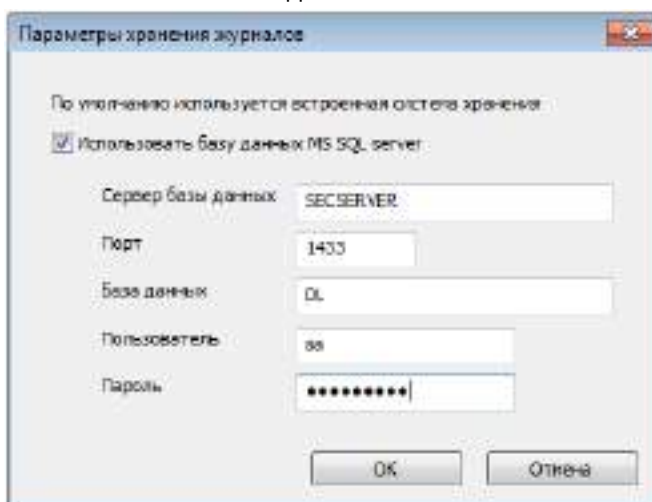 Параметры хранения журналов
По умолчанию используется встроенная система хранения
Использовать базу данных MS SQL server
Сервер базы данных SECSERVER
Порт 1433
База данных DL
Пользователь sa
Пароль •••••••••
OK Отмена